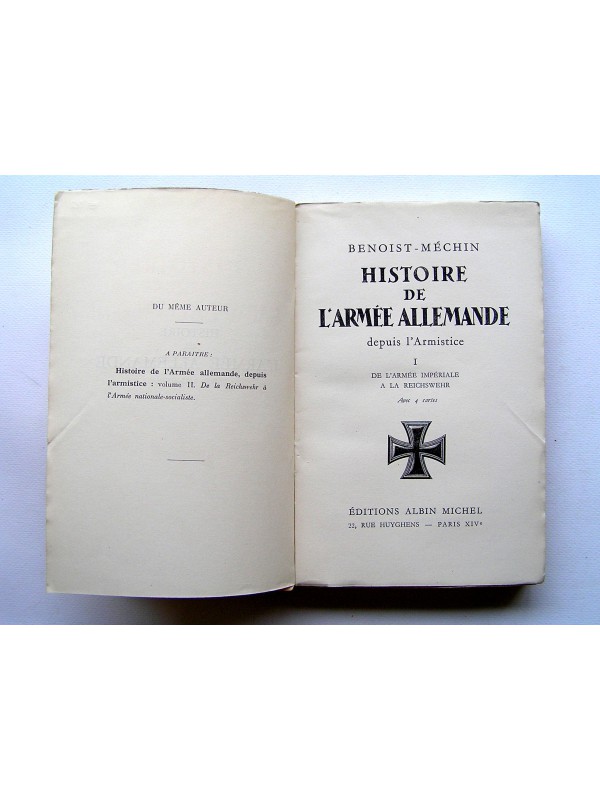 DU MÊME AUTEUR
A PARAITRE :
Histoire de l'Armée allemande, depuis
l'armistice : volume II. De la Reichswehr à
l'Armée nationale-socialiste.
BENOIST-MÉCHIN
HISTOIRE
DE
L'ARMÉE ALLEMANDE
depuis l'Armistice
I
DE L'ARMÉE IMPÉRIALE
A LA REICHSWEHR
Avec 4 cartes
ÉDITIONS ALBIN MICHEL
22, RUE HUYGHENS — PARIS XIVe